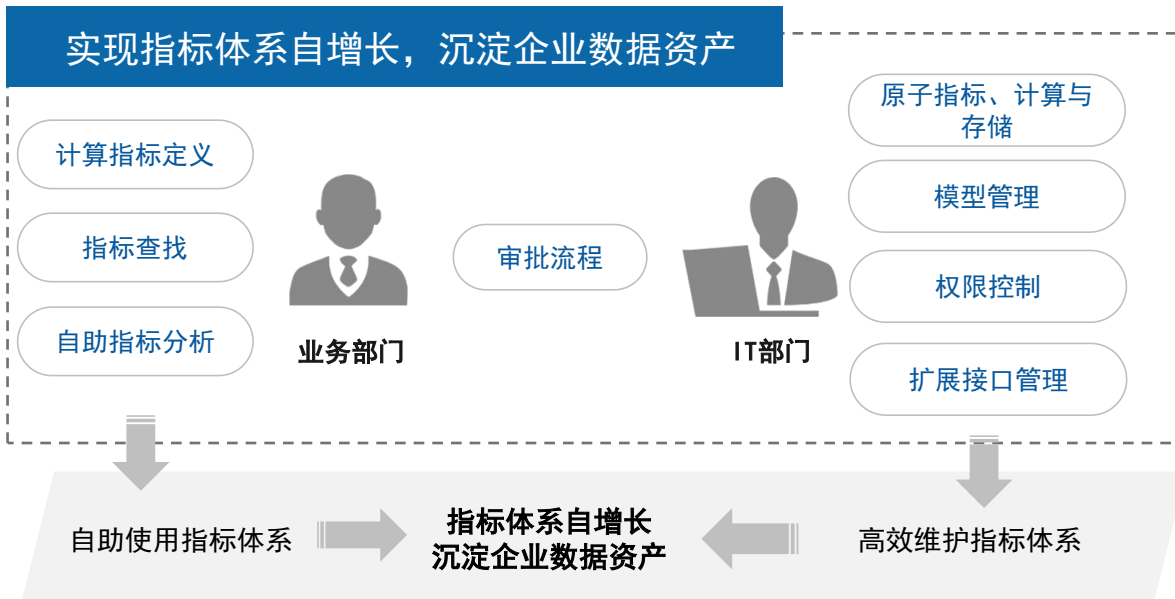 实现指标体系自增长，沉淀企业数据资产
计算指标定义
指标查找
自助指标分析
业务部门
审批流程
IT部门
原子指标、计算与
存储
模型管理
权限控制
扩展接口管理
自助使用指标体系
指标体系自增长
沉淀企业数据资产
高效维护指标体系